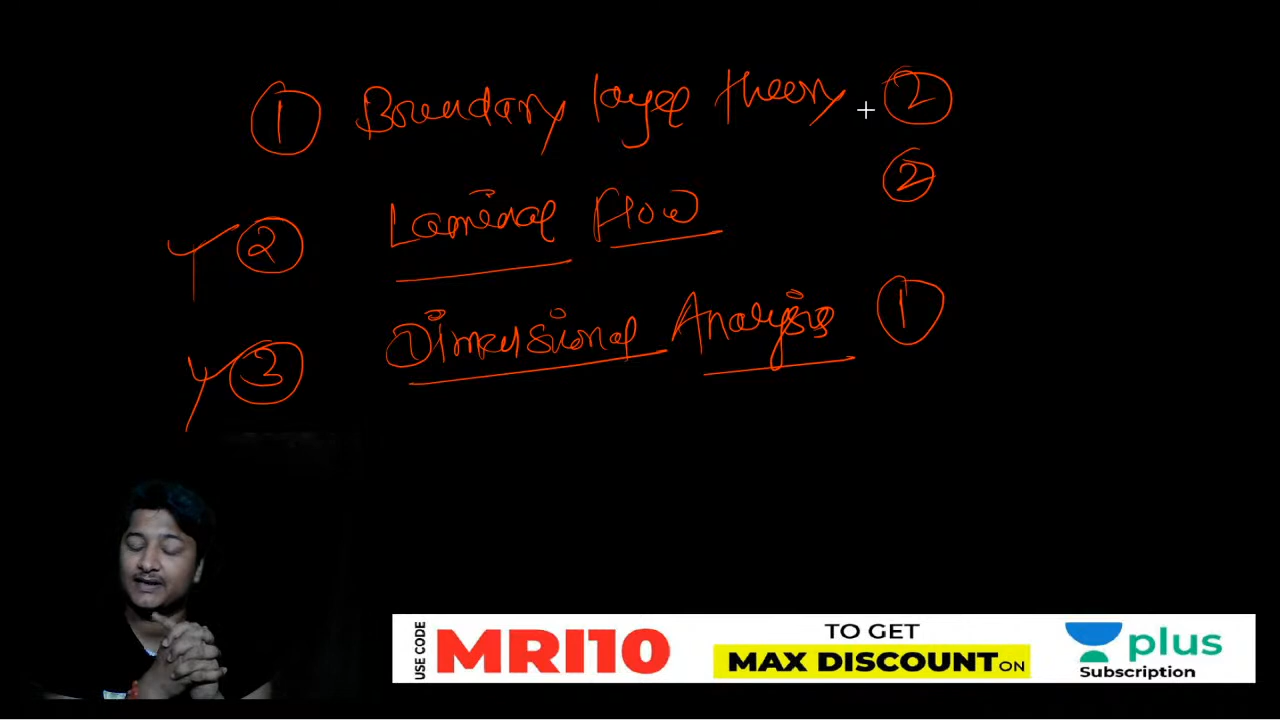 ① Boundary layer theory ②
②
② Laminar Flow
③ Dimensional Analysis ①
USE CODE MRI10 TO GET MAX DISCOUNT ON plus Subscription